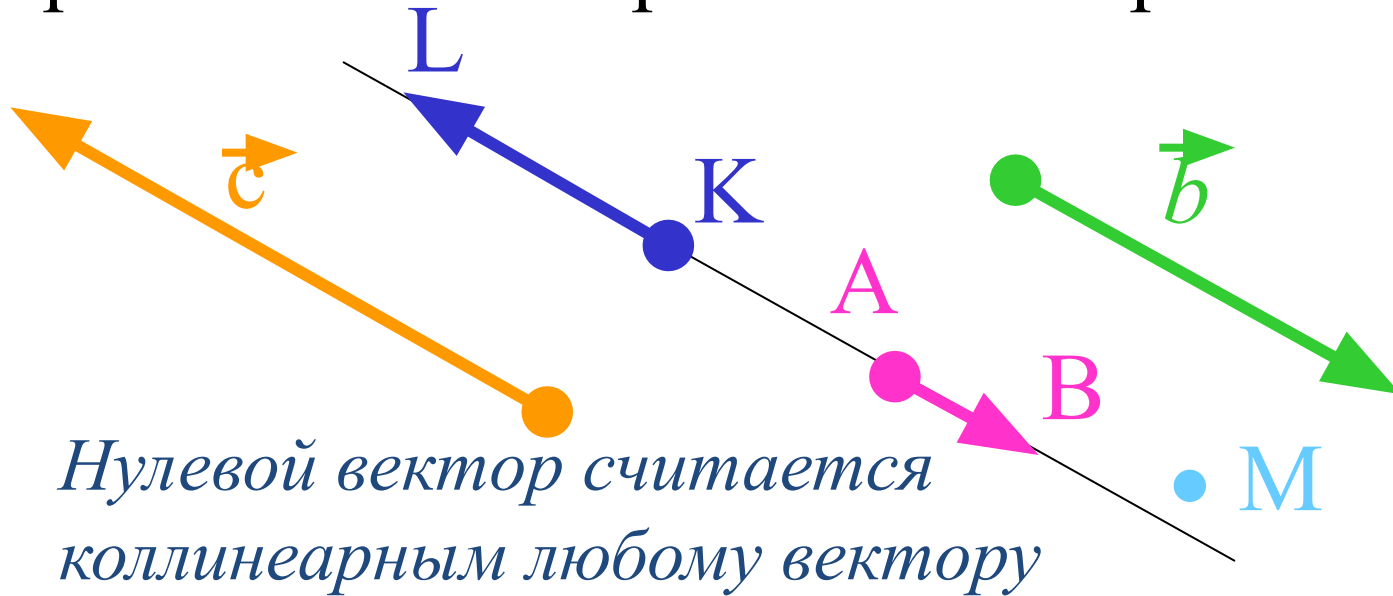 L
c
K
b
A
B
M
Нулевой вектор считается
коллинеарным любому вектору